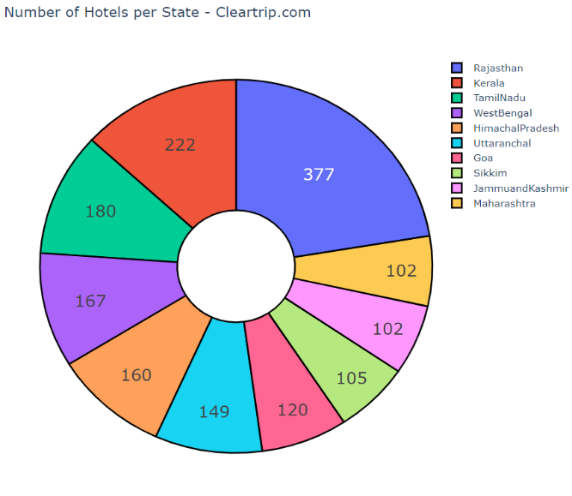 Number of Hotels per State - Cleartrip.com
Rajasthan
Kerala
TamilNadu
WestBengal
HimachalPradesh
Uttaranchal
Goa
Sikkim
JammuandKashmir
Maharashtra
222
377
180
102
167
102
160
105
149
120